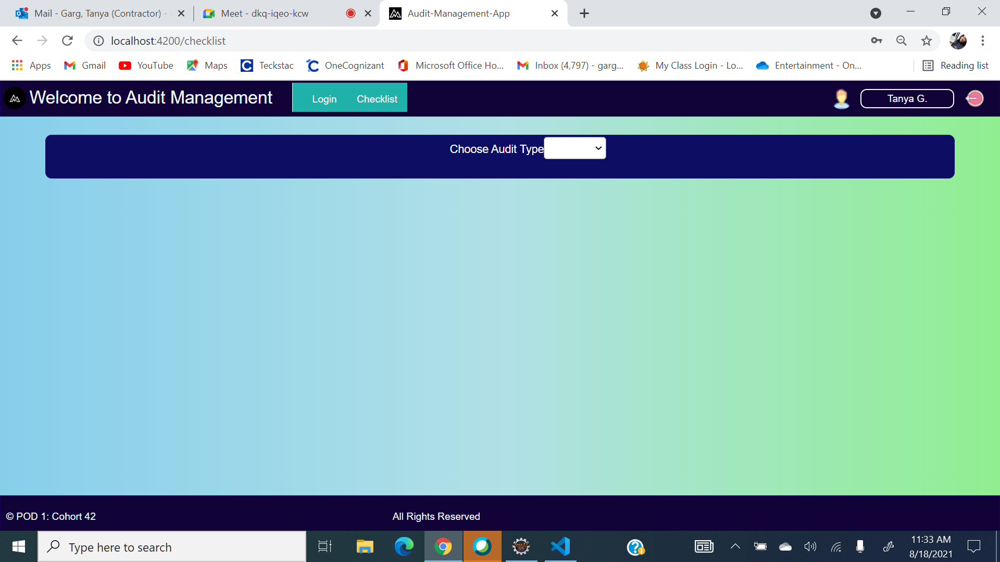 Mail - Garg, Tanya (Contractor) -
Meet - dkq-iqeo-kcw
Audit-Management-App
localhost:4200/checklist
Apps
Gmail
YouTube
Maps
Teckstac
OneCognizant
Microsoft Office Ho...
Inbox (4,797) - garg...
My Class Login - Lo...
Entertainment - On...
Reading list
Welcome to Audit Management
Login
Checklist
Tanya G.
Choose Audit Type
© POD 1: Cohort 42
All Rights Reserved
Type here to search
11:33 AM
8/18/2021